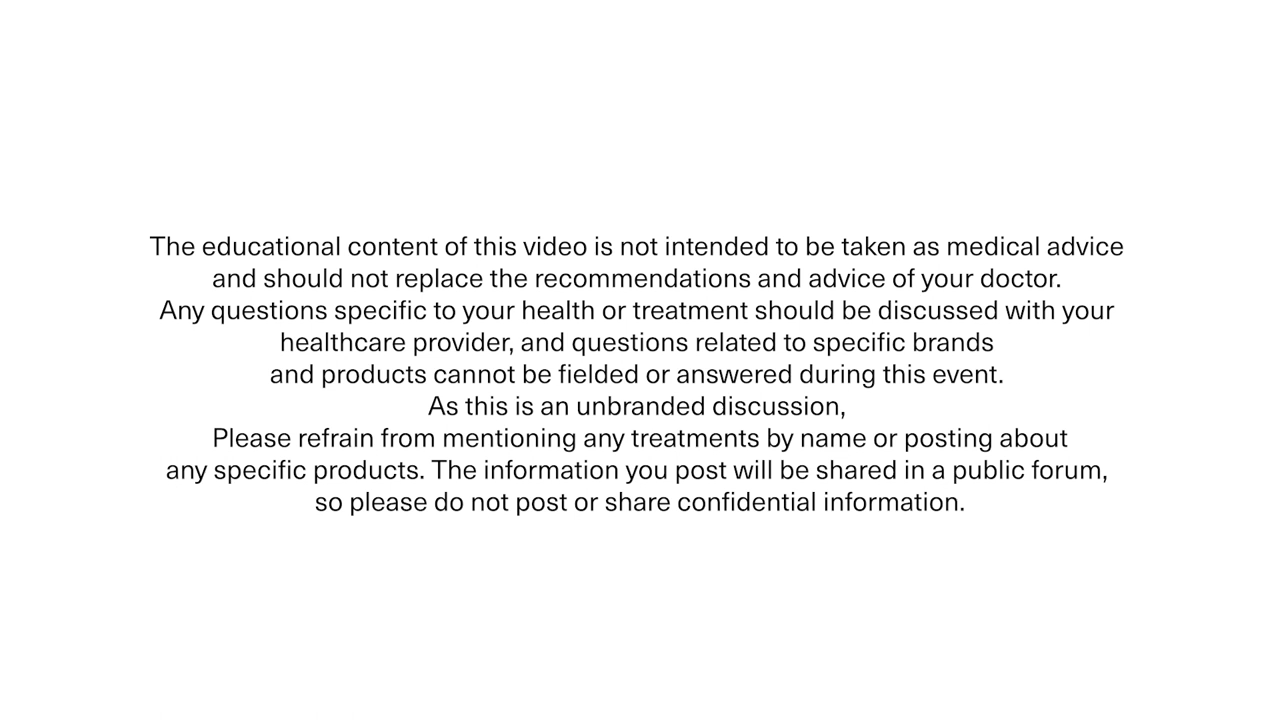 The educational content of this video is not intended to be taken as medical advice
and should not replace the recommendations and advice of your doctor.
Any questions specific to your health or treatment should be discussed with your
healthcare provider, and questions related to specific brands
and products cannot be fielded or answered during this event.
As this is an unbranded discussion,
Please refrain from mentioning any treatments by name or posting about
any specific products. The information you post will be shared in a public forum,
so please do not post or share confidential information.